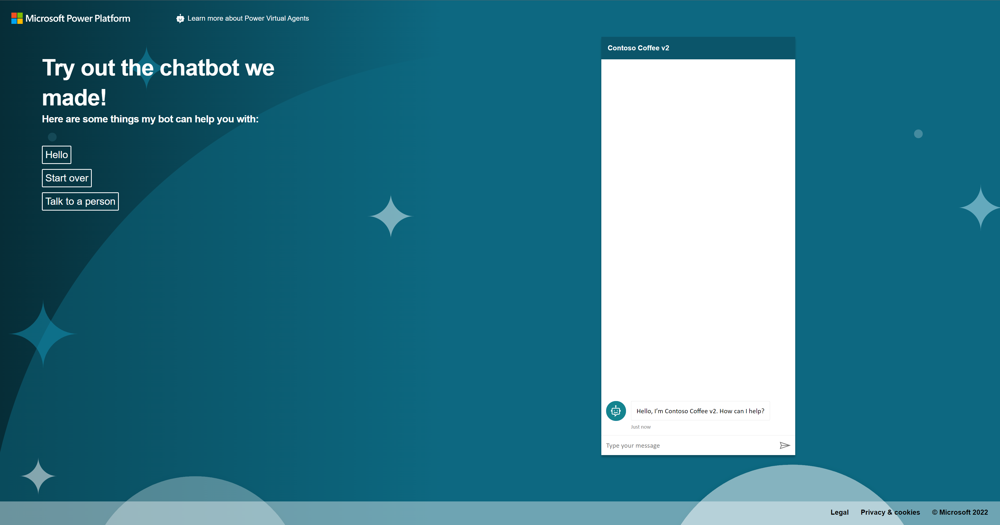 Microsoft Power Platform
Learn more about Power Virtual Agents
Try out the chatbot we
made!
Here are some things my bot can help you with:
Hello
Start over
Talk to a person
Contoso Coffee v2
Hello, I’m Contoso Coffee v2. How can I help?
Just now
Type your message
Legal
Privacy & cookies
© Microsoft 2022